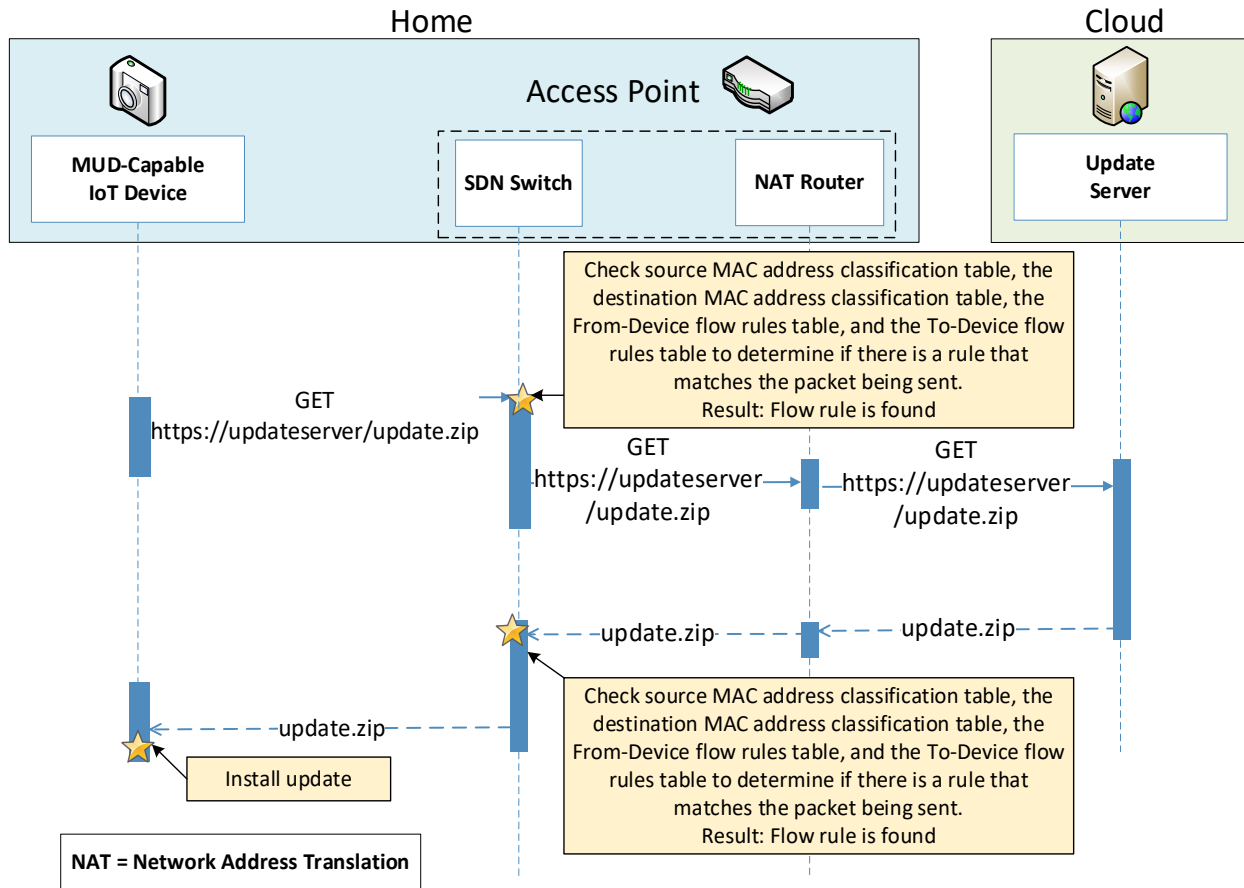 Home
Cloud
Access Point
MUD-Capable
IoT Device
SDN Switch
NAT Router
Update
Server
Check source MAC address classification table, the
destination MAC address classification table, the
From-Device flow rules table, and the To-Device flow
rules table to determine if there is a rule that
matches the packet being sent.
Result: Flow rule is found
GET
https://updateserver/update.zip
GET
https://updateserver
/update.zip
GET
https://updateserver
/update.zip
update.zip
update.zip
Check source MAC address classification table, the
destination MAC address classification table, the
From-Device flow rules table, and the To-Device flow
rules table to determine if there is a rule that
matches the packet being sent.
Result: Flow rule is found
update.zip
Install update
NAT = Network Address Translation